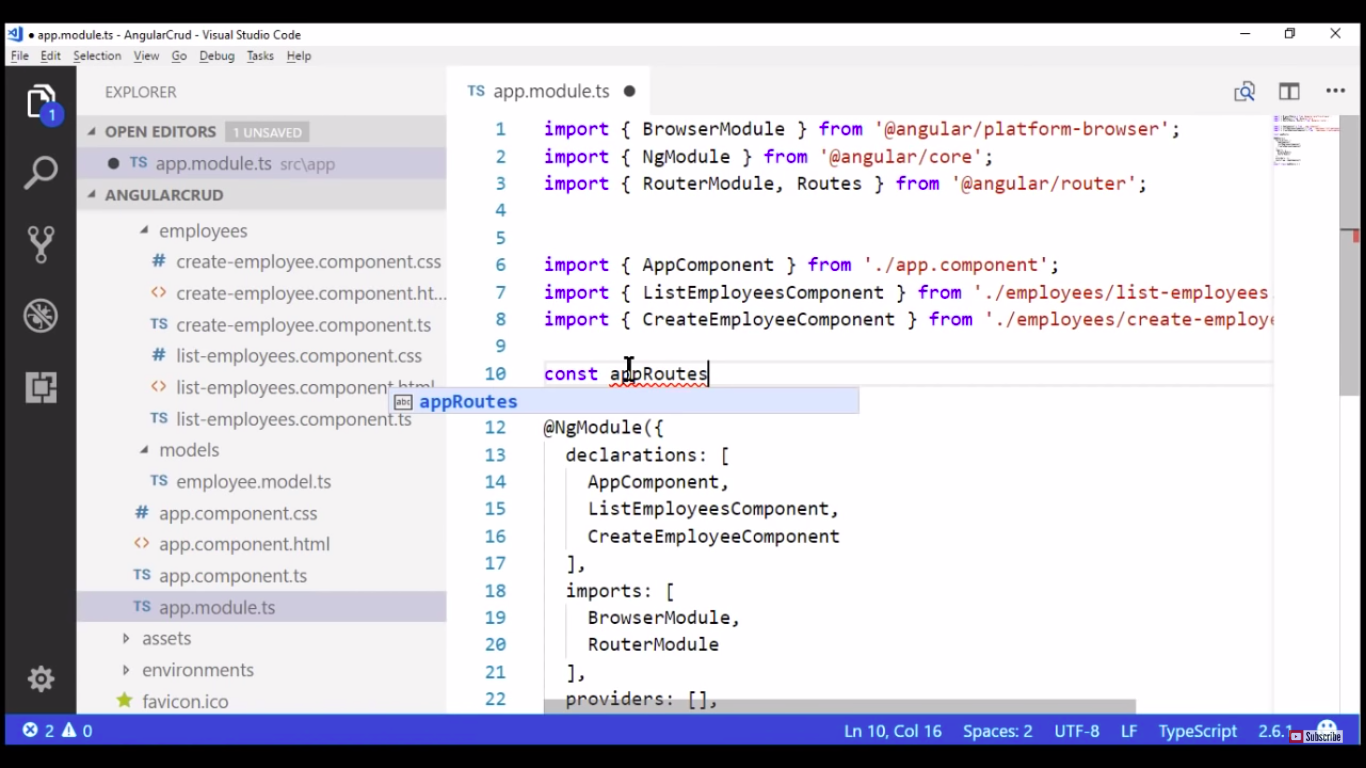 app.module.ts - AngularCrud - Visual Studio Code
File Edit Selection View Go Debug Tasks Help
1
EXPLORER
OPEN EDITORS 1 UNSAVED
TS app.module.ts src\app
ANGULARCRUD
employees
# create-employee.component.css
<> create-employee.component.ht...
TS create-employee.component.ts
# list-employees.component.css
<> list-employees.component.html
TS list-employees.component.ts
models
TS employee.model.ts
# app.component.css
<> app.component.html
TS app.component.ts
TS app.module.ts
assets
environments
favicon.ico
TS app.module.ts
1 import { BrowserModule } from '@angular/platform-browser';
2 import { NgModule } from '@angular/core';
3 import { RouterModule, Routes } from '@angular/router';
4
5
6 import { AppComponent } from './app.component';
7 import { ListEmployeesComponent } from './employees/list-employees.
8 import { CreateEmployeeComponent } from './employees/create-employe
9
10 const appRoutes
abc appRoutes
12 @NgModule({
13 declarations: [
14 AppComponent,
15 ListEmployeesComponent,
16 CreateEmployeeComponent
17 ],
18 imports: [
19 BrowserModule,
20 RouterModule
21 ],
22 providers: [],
2 0 Ln 10, Col 16 Spaces: 2 UTF-8 LF TypeScript 2.6.1
Subscribe